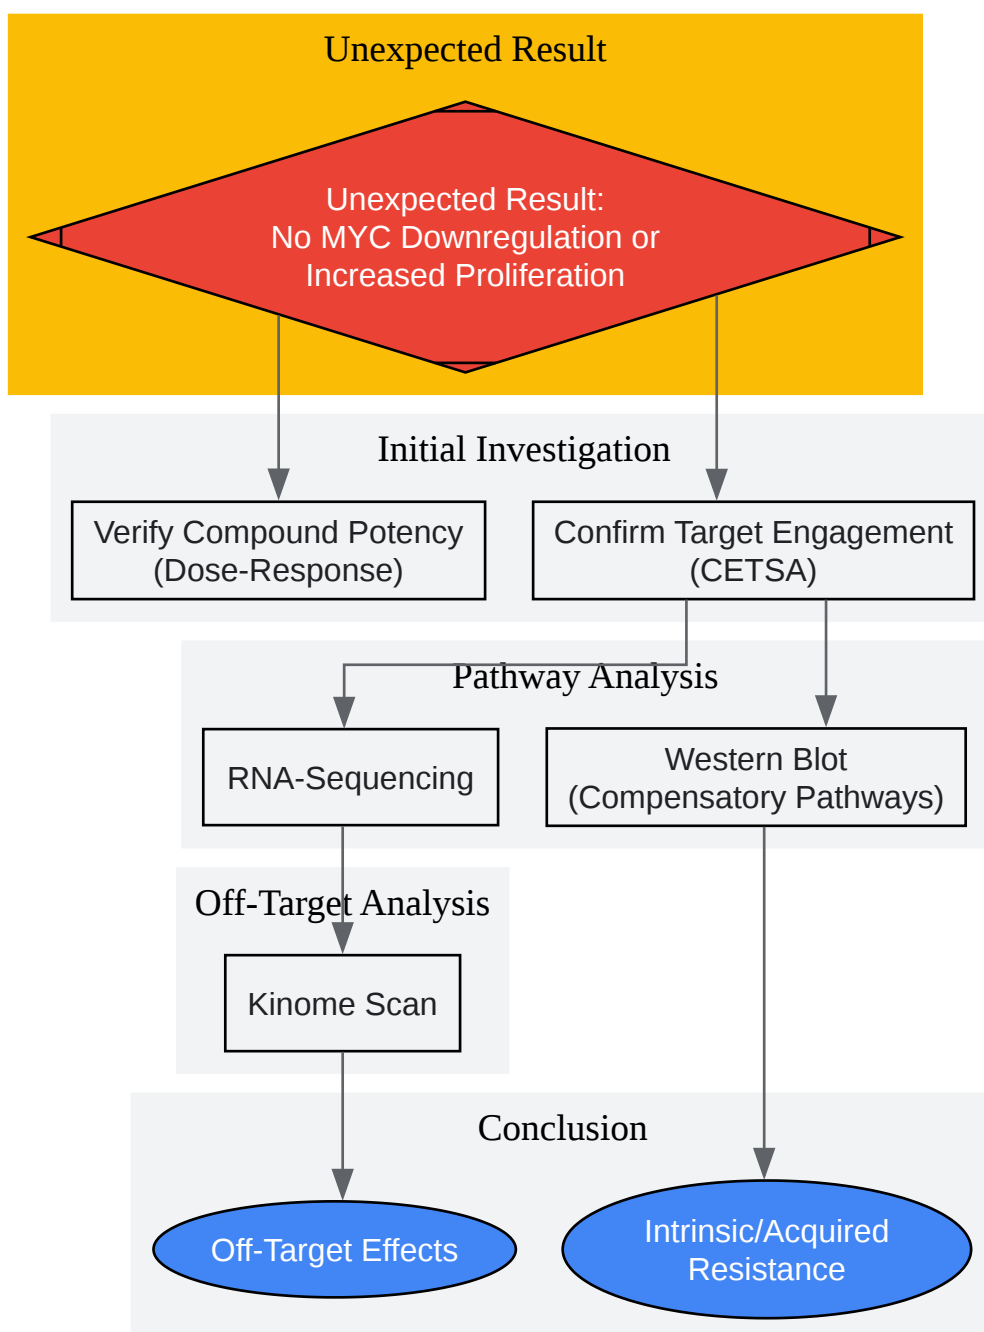 Unexpected Result
Unexpected Result:
No MYC Downregulation or
Increased Proliferation
Initial Investigation
Verify Compound Potency
(Dose-Response)
Confirm Target Engagement
(CETSA)
Pathway Analysis
RNA-Sequencing
Western Blot
(Compensatory Pathways)
Off-Target Analysis
Kinome Scan
Conclusion
Off-Target Effects
Intrinsic/Acquired
Resistance